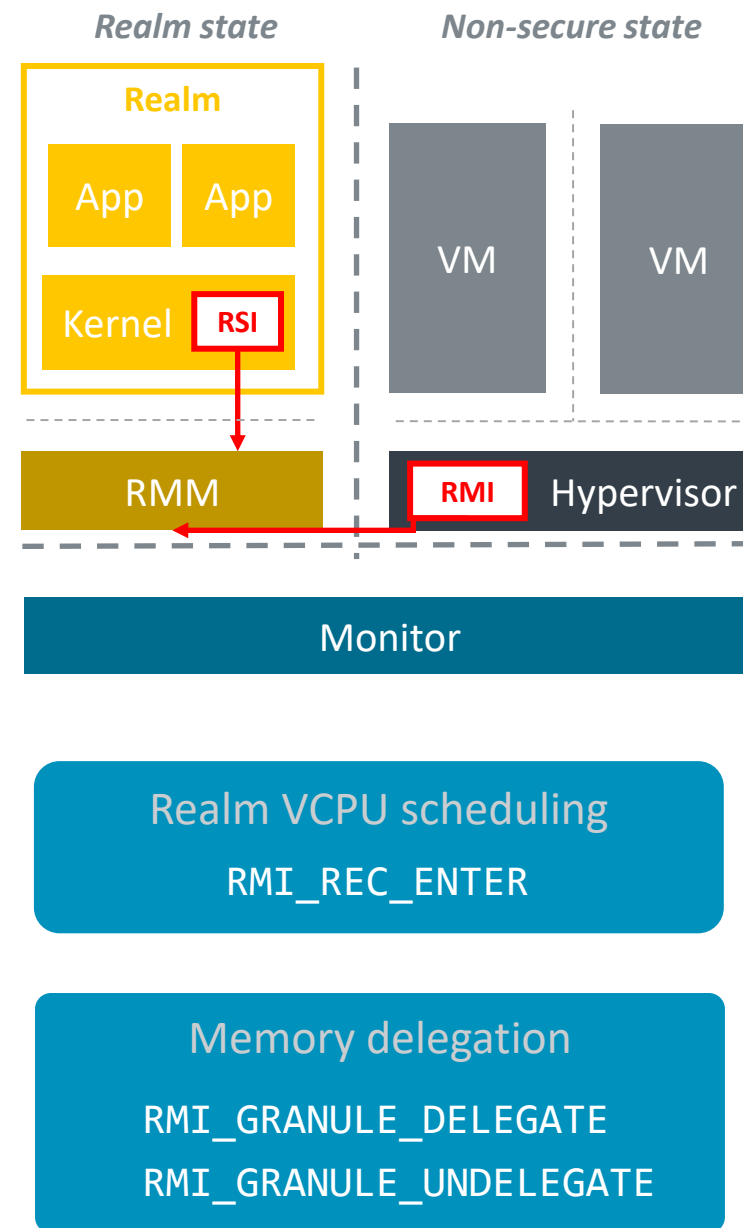 Realm state
Non-secure state
Realm
App
App
Kernel
RSI
VM
VM
RMM
RMI
Hypervisor
Monitor
Realm VCPU scheduling
RMI_REC_ENTER
Memory delegation
RMI_GRANULE_DELEGATE
RMI_GRANULE_UNDELEGATE